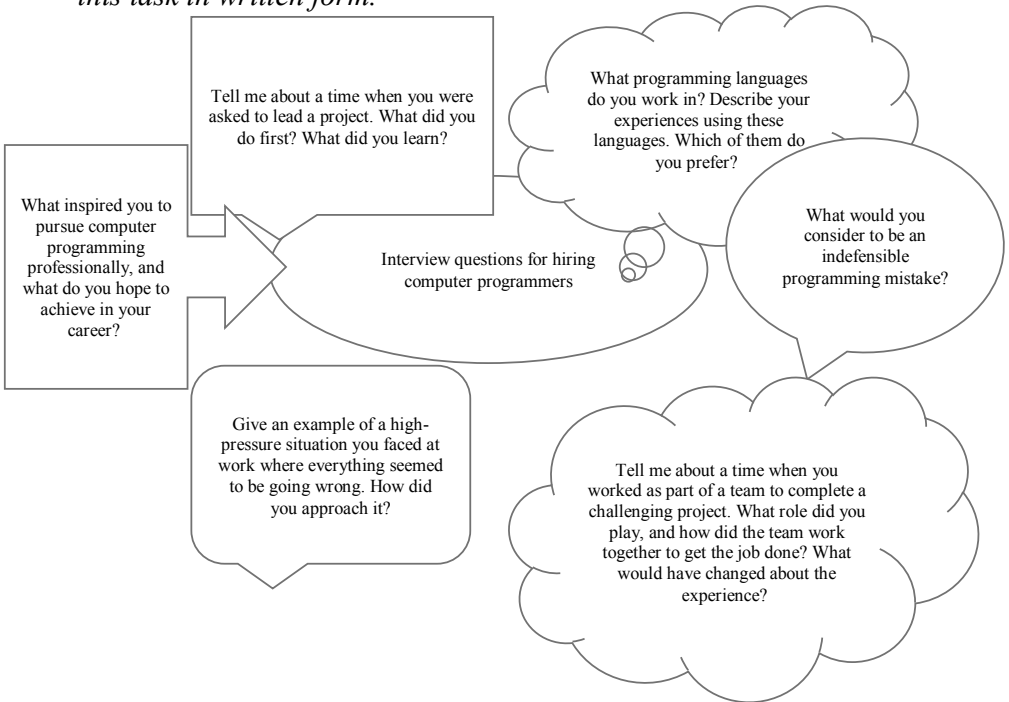 this task in written form.
Tell me about a time when you were
asked to lead a project. What did you
do first? What did you learn?
What programming languages
do you work in? Describe your
experiences using these
languages. Which of them do
you prefer?
What inspired you to
pursue computer
programming
professionally, and
what do you hope to
achieve in your
career?
Interview questions for hiring
computer programmers
What would you
consider to be an
indefensible
programming mistake?
Give an example of a high-
pressure situation you faced at
work where everything seemed
to be going wrong. How did
you approach it?
Tell me about a time when you
worked as part of a team to complete a
challenging project. What role did you
play, and how did the team work
together to get the job done? What
would have changed about the
experience?